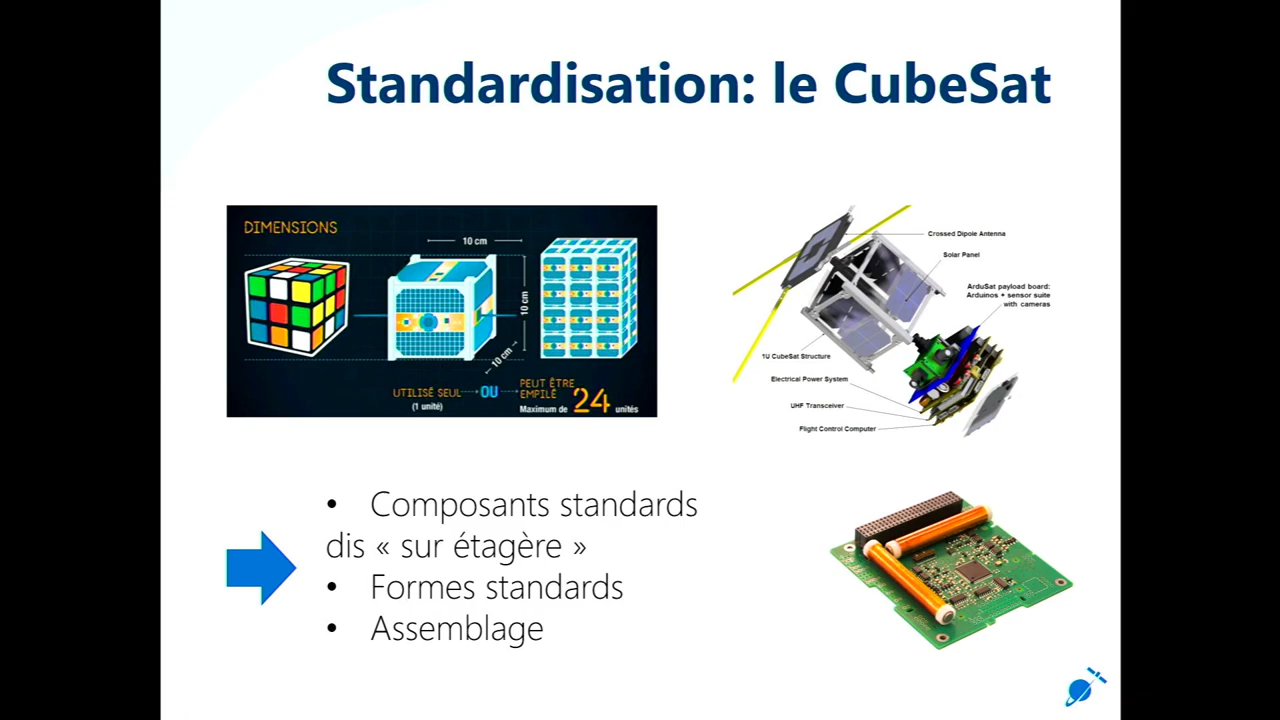 Standardisation: le CubeSat
DIMENSIONS
10 cm
10 cm
10 cm
UTILISÉ SEUL
(1 unité)
OU
PEUT ÊTRE
EMPILÉ
Maximum de 24 unités
Crossed Dipole Antenna
Solar Panel
ArduSat payload board:
Arduinos + sensor suite
with cameras
1U CubeSat Structure
Electrical Power System
UHF Transceiver
Flight Control Computer
• Composants standards
dis « sur étagère »
• Formes standards
• Assemblage